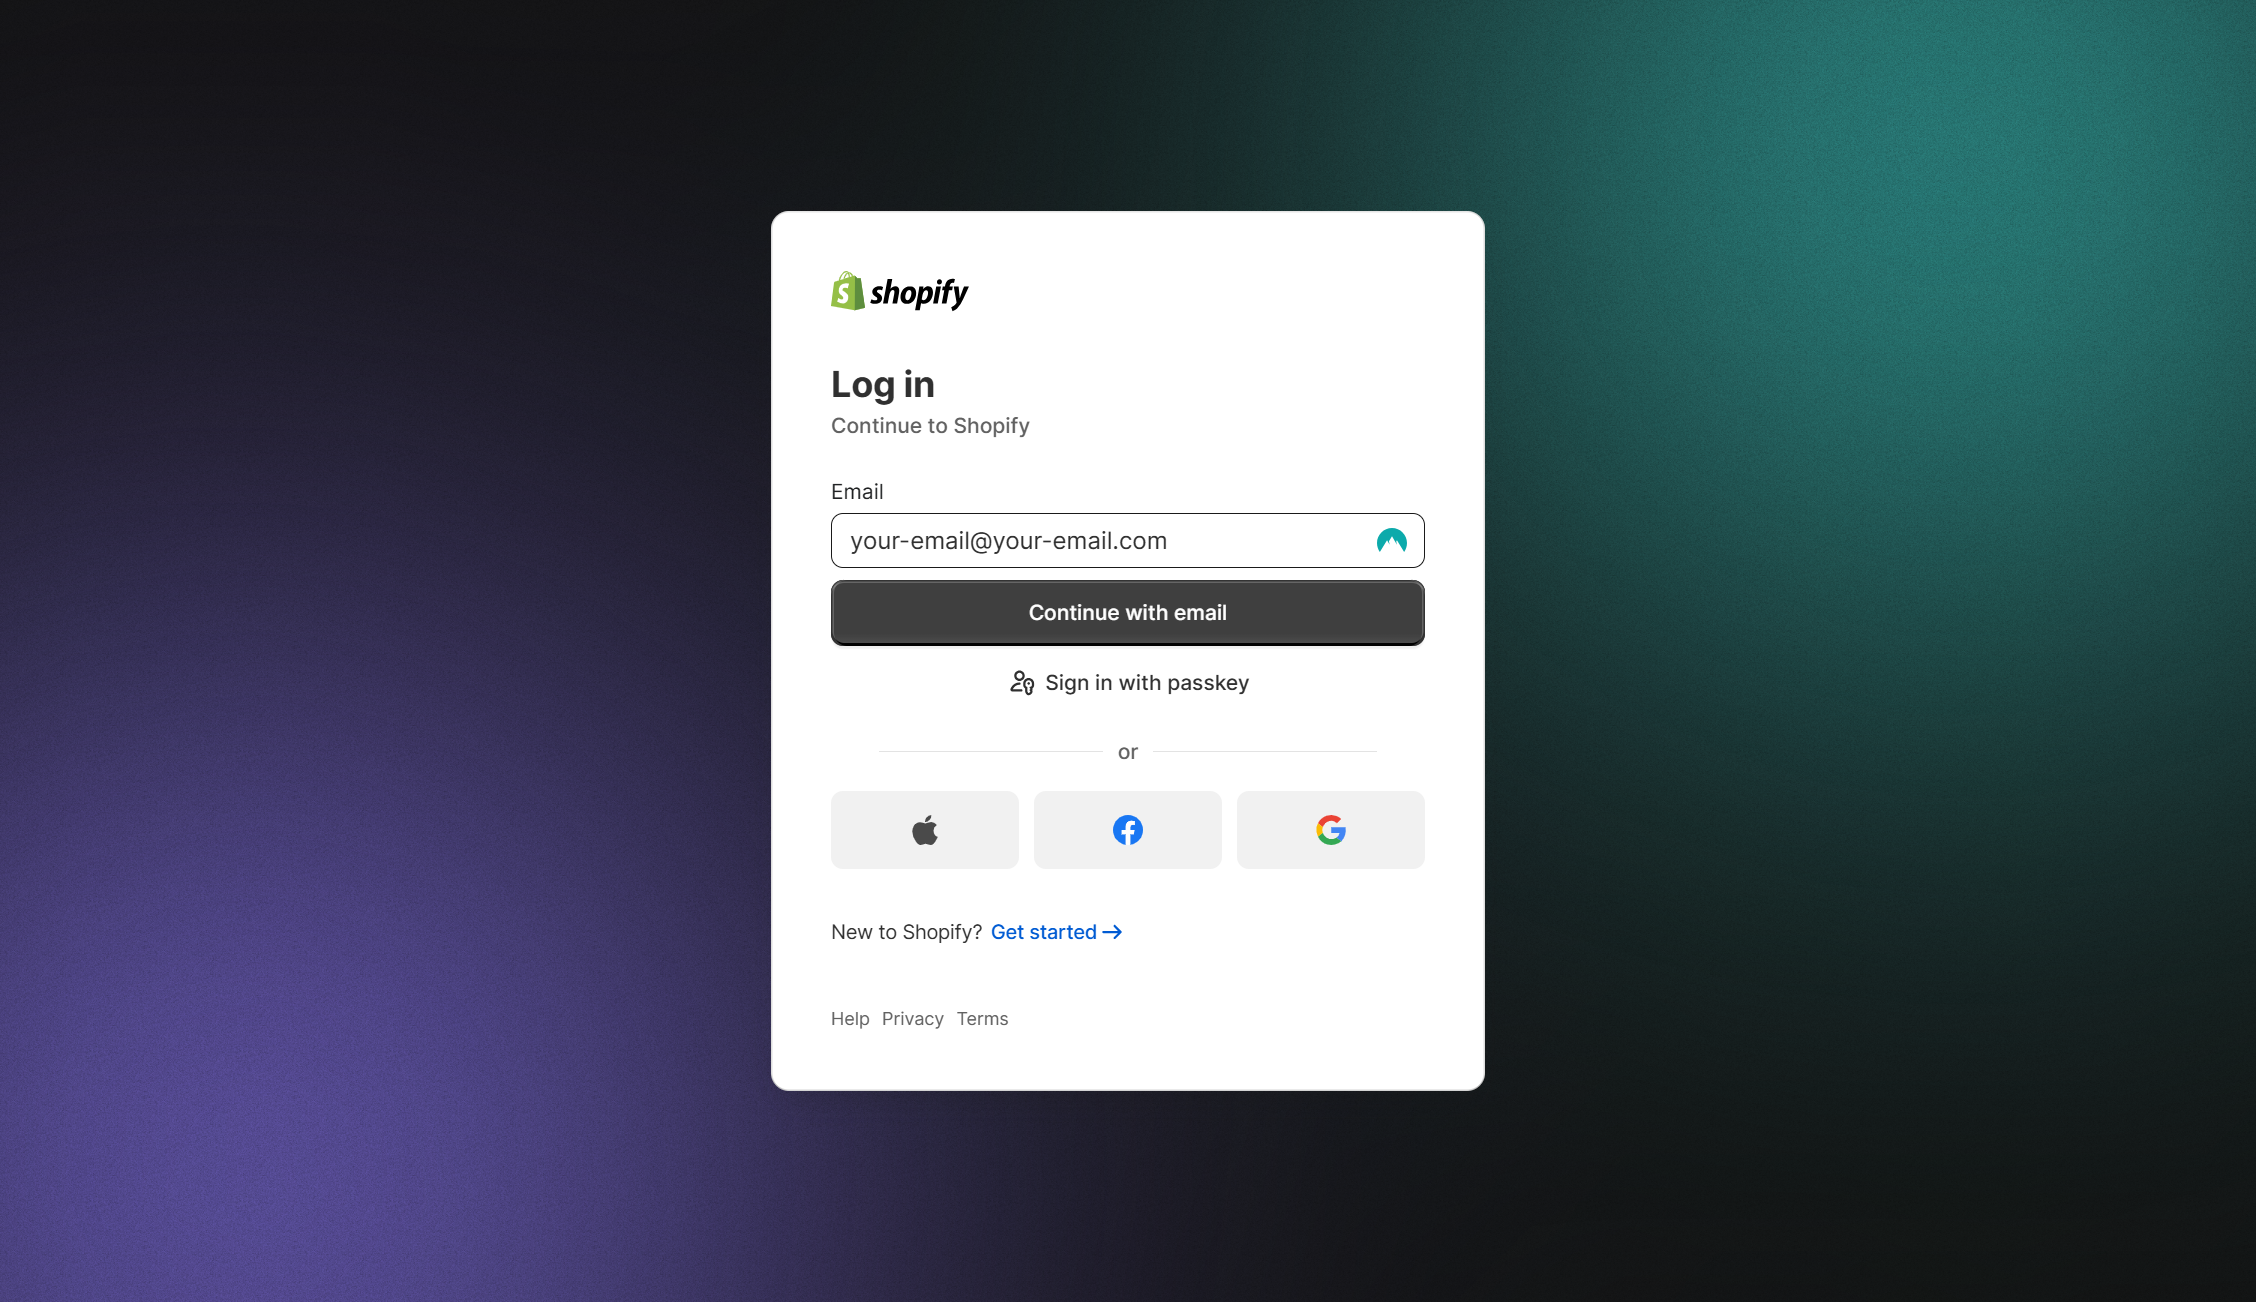 shopify
Log in
Continue to Shopify
Email
your-email@your-email.com
Continue with email
Sign in with passkey
or
New to Shopify? Get started →
Help Privacy Terms